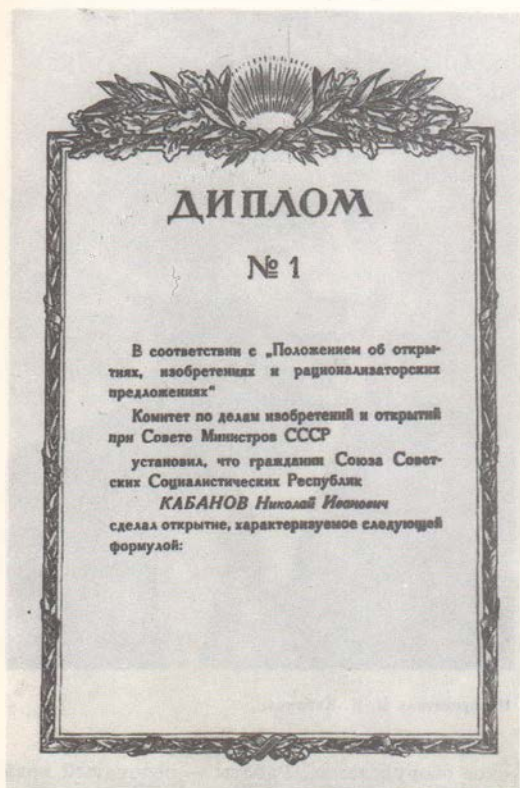 ДИПЛОМ
№ 1
В соответствии с „Положением об откры-
тиях, изобретениях и рационализаторских
предложениях“
Комитет по делам изобретений и открытий
при Совете Министров СССР
установил, что гражданин Союза Совет-
ских Социалистических Республик
КАБАНОВ Николай Иванович
сделал открытие, характеризуемое следующей
формулой: